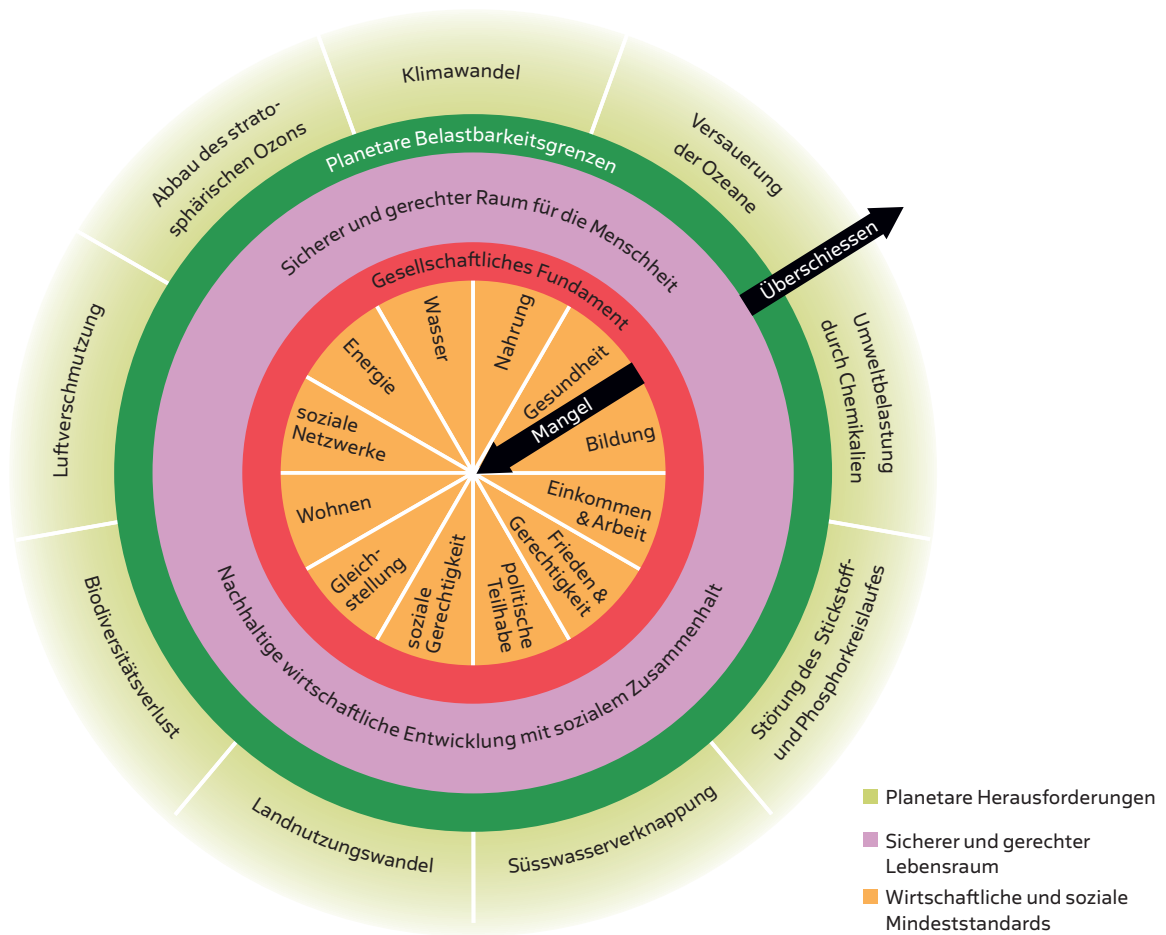 Klimawandel
Versauerung
der Ozeane
Überschiessen
Umweltbelastung
durch Chemikalien
Störung des Stickstoff-
und Phosphorkreislaufes
Süsswasserverknappung
Landnutzungswandel
Biodiversitätsverlust
Luftverschmutzung
Abbau des strato-
sphärischen Ozons
Planetare Belastbarkeitsgrenzen
Sicherer und gerechter Raum für die Menschheit
Nachhaltige wirtschaftliche Entwicklung mit sozialem Zusammenhalt
Gesellschaftliches Fundament
Nahrung
Gesundheit
Mangel
Bildung
Einkommen
& Arbeit
Frieden &
Gerechtigkeit
politische
Teilhabe
soziale
Gerechtigkeit
Gleich-
stellung
Wohnen
soziale
Netzwerke
Energie
Wasser
Planetare Herausforderungen
Sicherer und gerechter
Lebensraum
Wirtschaftliche und soziale
Mindeststandards